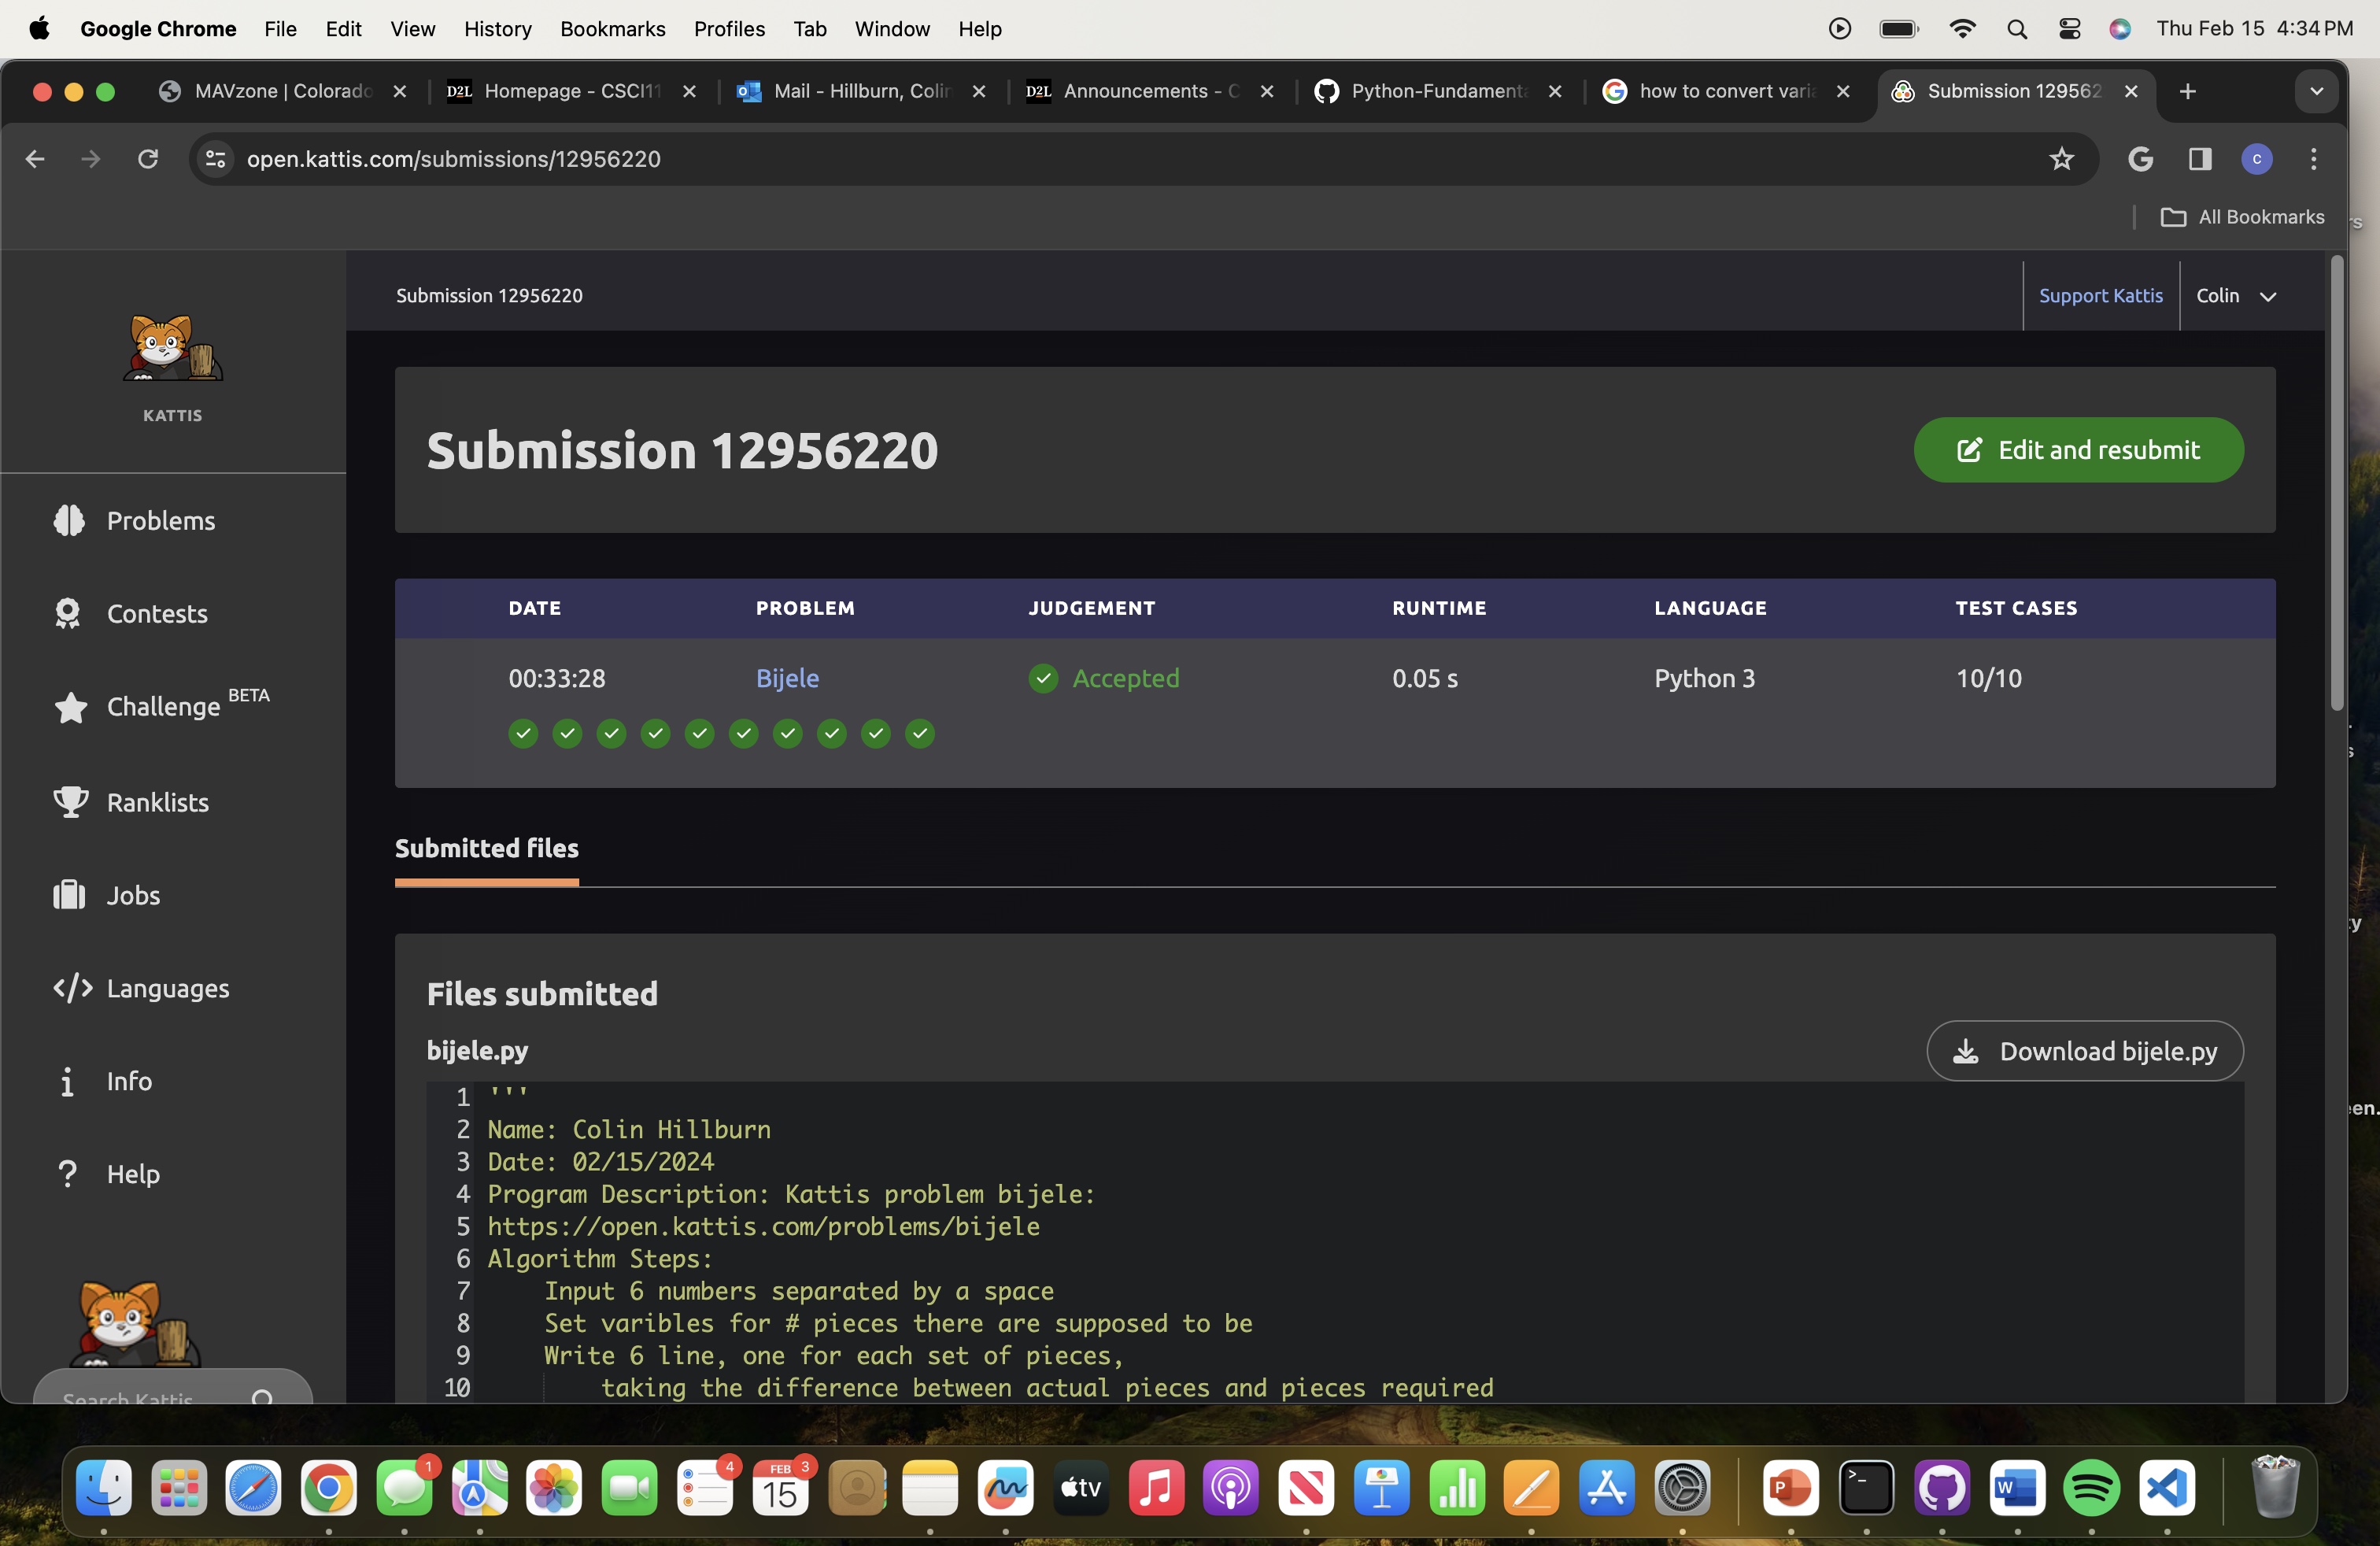 Google Chrome File Edit View History Bookmarks Profiles Tab Window Help Thu Feb 15 4:34 PM
MAVzone | Colorado D2L Homepage - CSCI11 Mail - Hillburn, Colin D2L Announcements - C Python-Fundamenta how to convert varia Submission 129562
open.kattis.com/submissions/12956220 C
All Bookmarks
Submission 12956220 Support Kattis Colin
KATTIS
Submission 12956220 Edit and resubmit
Problems
Contests
Challenge BETA
Ranklists
Jobs
Languages
Info
Help
Search Kattis
DATE PROBLEM JUDGEMENT RUNTIME LANGUAGE TEST CASES
00:33:28 Bijele Accepted 0.05 s Python 3 10/10
Submitted files
Files submitted
bijele.py Download bijele.py
1 '''
2 Name: Colin Hillburn
3 Date: 02/15/2024
4 Program Description: Kattis problem bijele:
5 https://open.kattis.com/problems/bijele
6 Algorithm Steps:
7 Input 6 numbers separated by a space
8 Set varibles for # pieces there are supposed to be
9 Write 6 line, one for each set of pieces,
10 taking the difference between actual pieces and pieces required
1 4 FEB 15 3 tv P >_ W